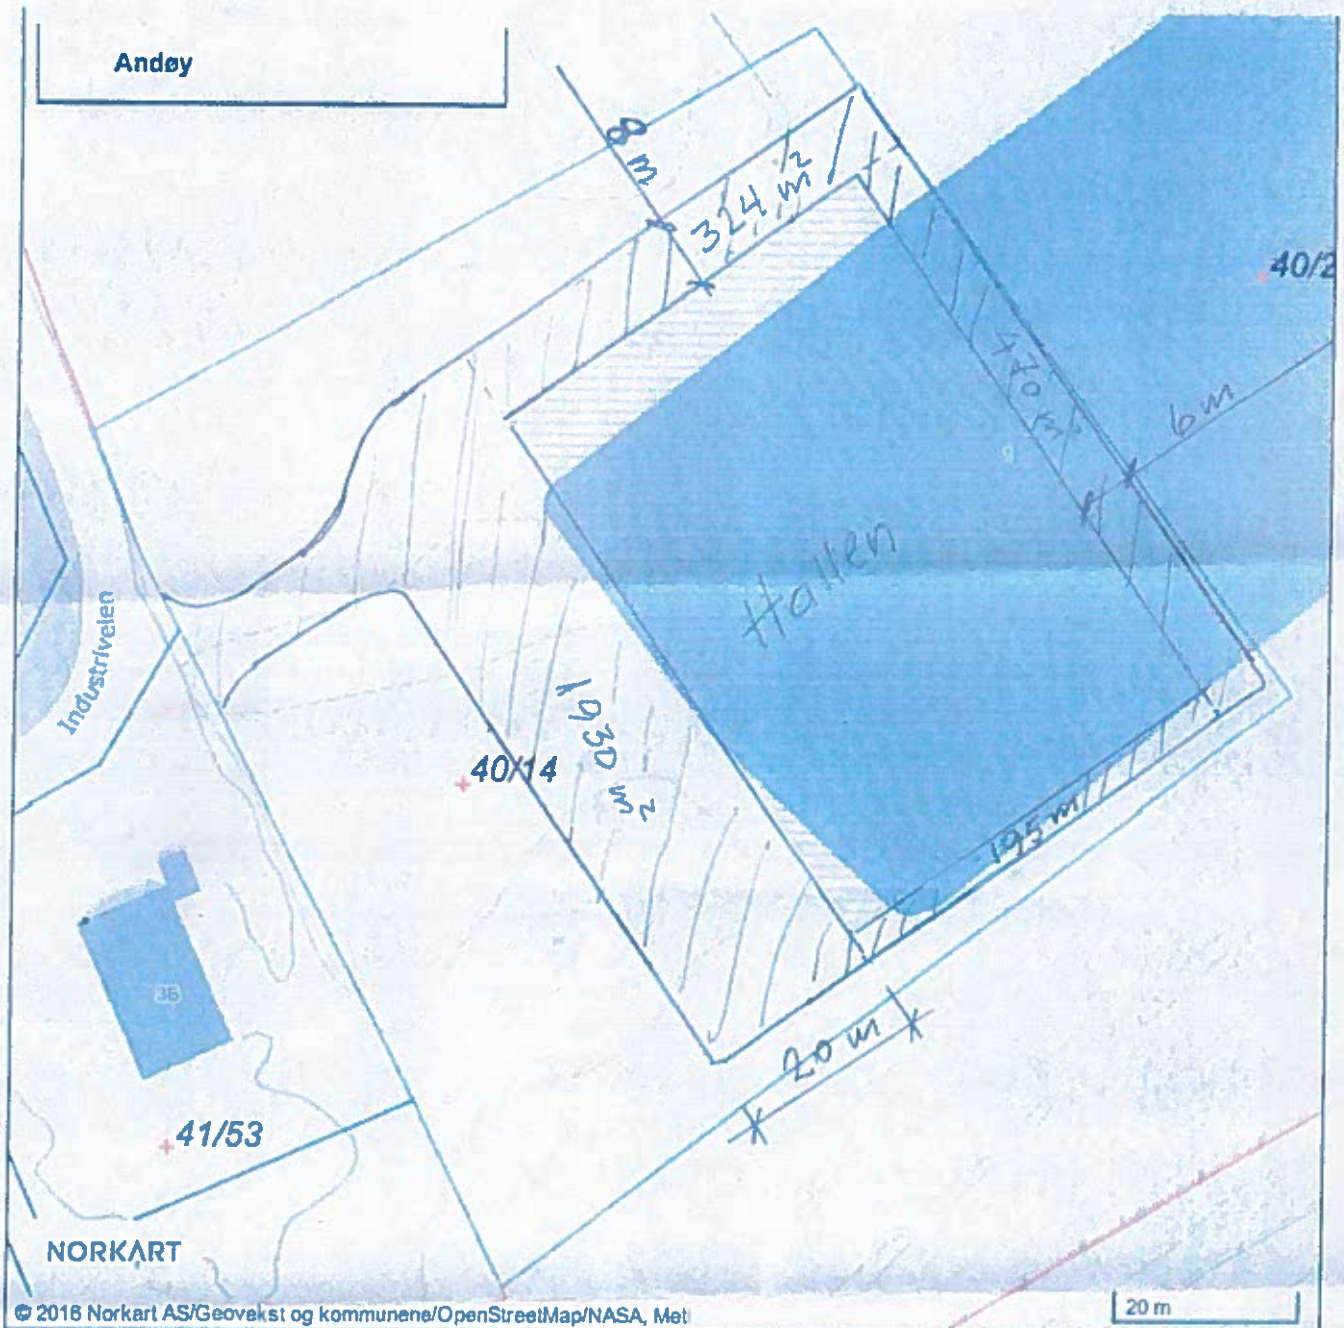 Andøy
8 m
324 m²
40/2
470 m²
6 m
Hallen
Industriveien
1930 m²
40/14
195 m
36
20 m
41/53
NORKART
© 2016 Norkart AS/Geovekst og kommunene/OpenStreetMap/NASA, Met
20 m